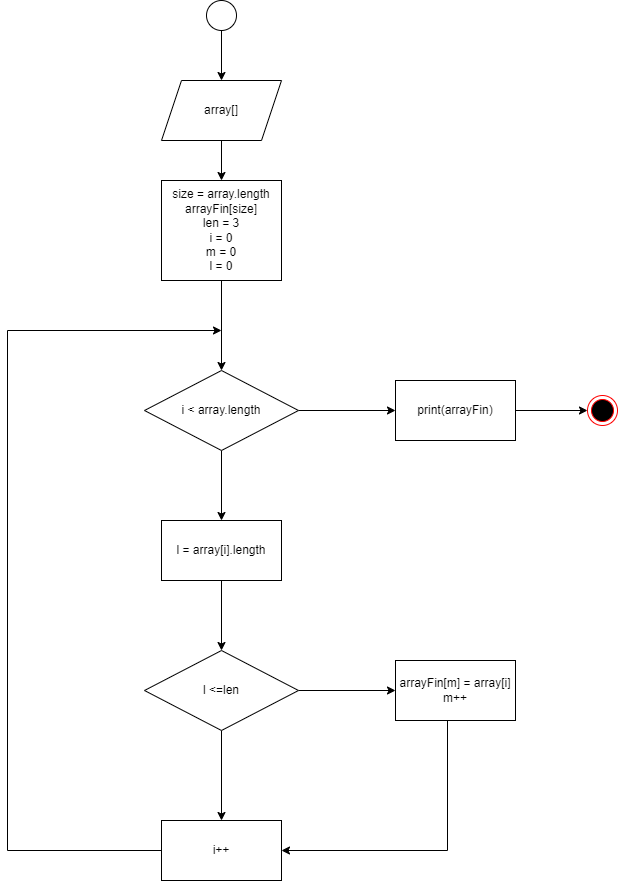 array[]
size = array.length
arrayFin[size]
len = 3
i = 0
m = 0
l = 0
i < array.length
print(arrayFin)
l = array[i].length
l <=len
arrayFin[m] = array[i]
m++
i++